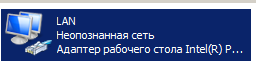 LAN
Неопознанная сеть
Адаптер рабочего стола Intel(R) P...